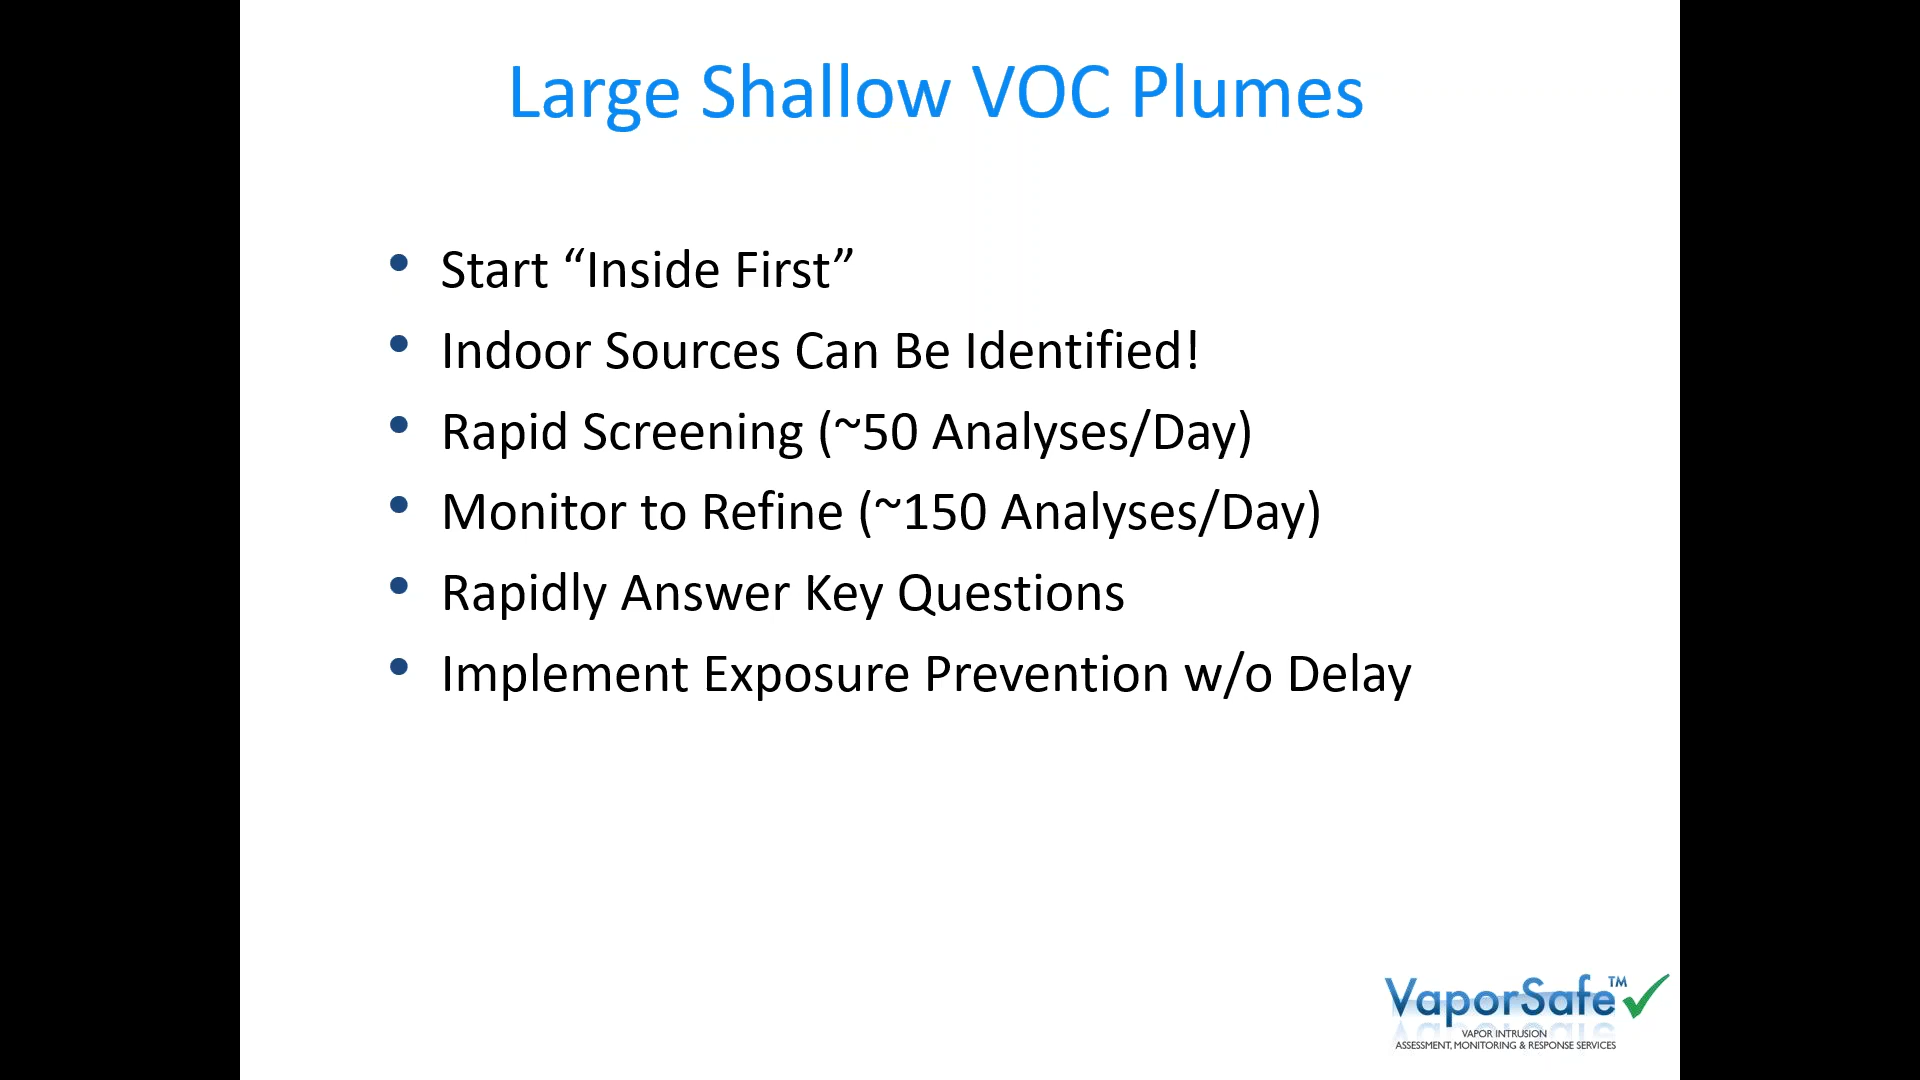 Large Shallow VOC Plumes
• Start “Inside First”
• Indoor Sources Can Be Identified!
• Rapid Screening (~50 Analyses/Day)
• Monitor to Refine (~150 Analyses/Day)
• Rapidly Answer Key Questions
• Implement Exposure Prevention w/o Delay
VaporSafe™
VAPOR INTRUSION
ASSESSMENT, MONITORING & RESPONSE SERVICES